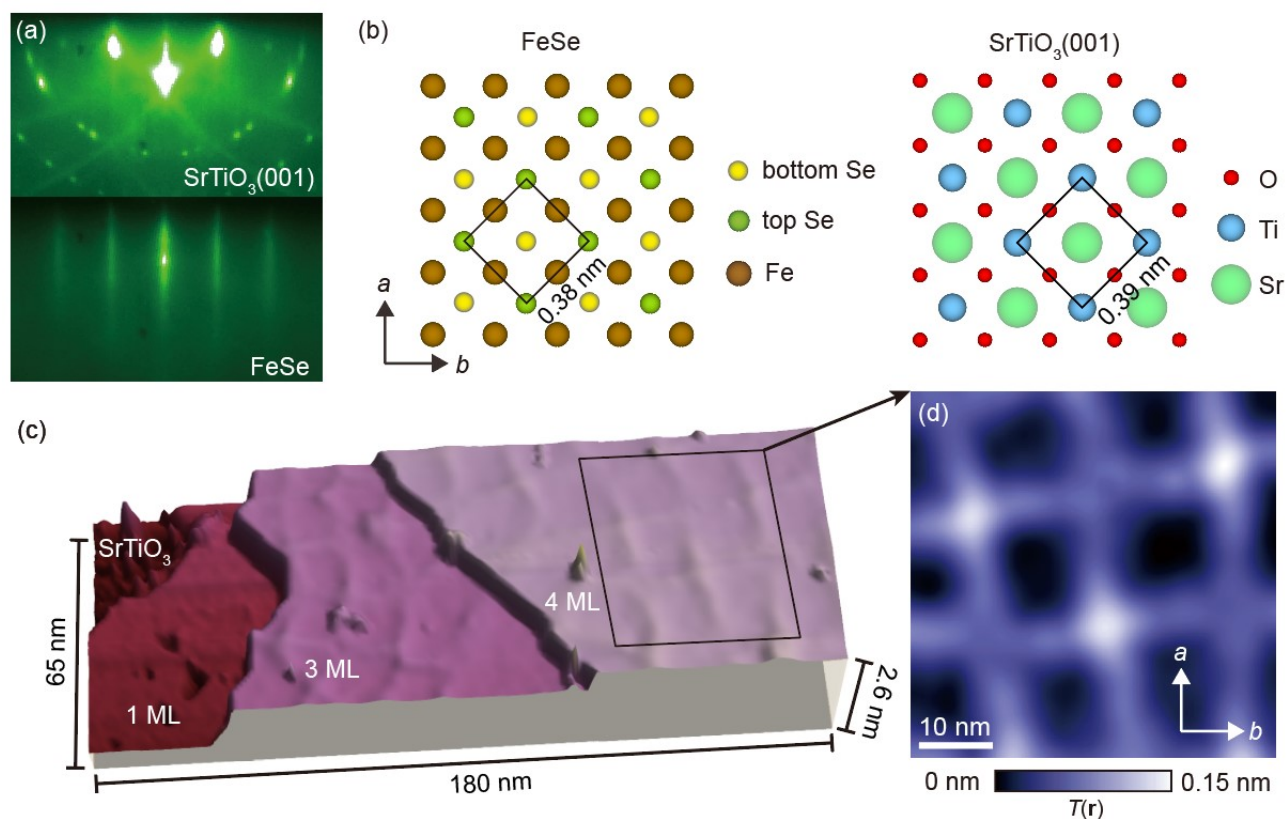 (a)
SrTiO3(001)
FeSe
(b)
FeSe
bottom Se
top Se
Fe
0.38 nm
a
b
SrTiO3(001)
O
Ti
Sr
0.39 nm
(c)
SrTiO3
1 ML
3 ML
4 ML
65 nm
180 nm
2.6 nm
(d)
a
b
10 nm
0 nm 0.15 nm
T(r)